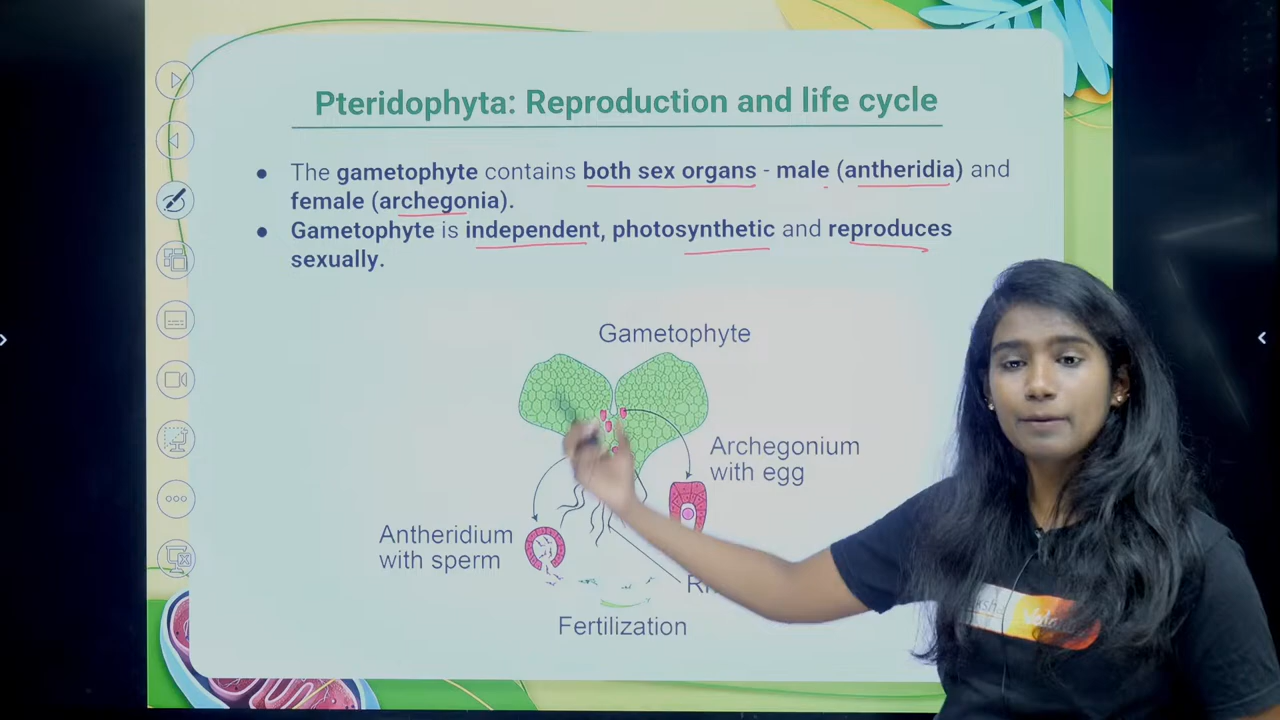 Pteridophyta: Reproduction and life cycle
● The gametophyte contains both sex organs - male (antheridia) and
female (archegonia).
● Gametophyte is independent, photosynthetic and reproduces
sexually.
Gametophyte
Archegonium
with egg
Antheridium
with sperm
Fertilization